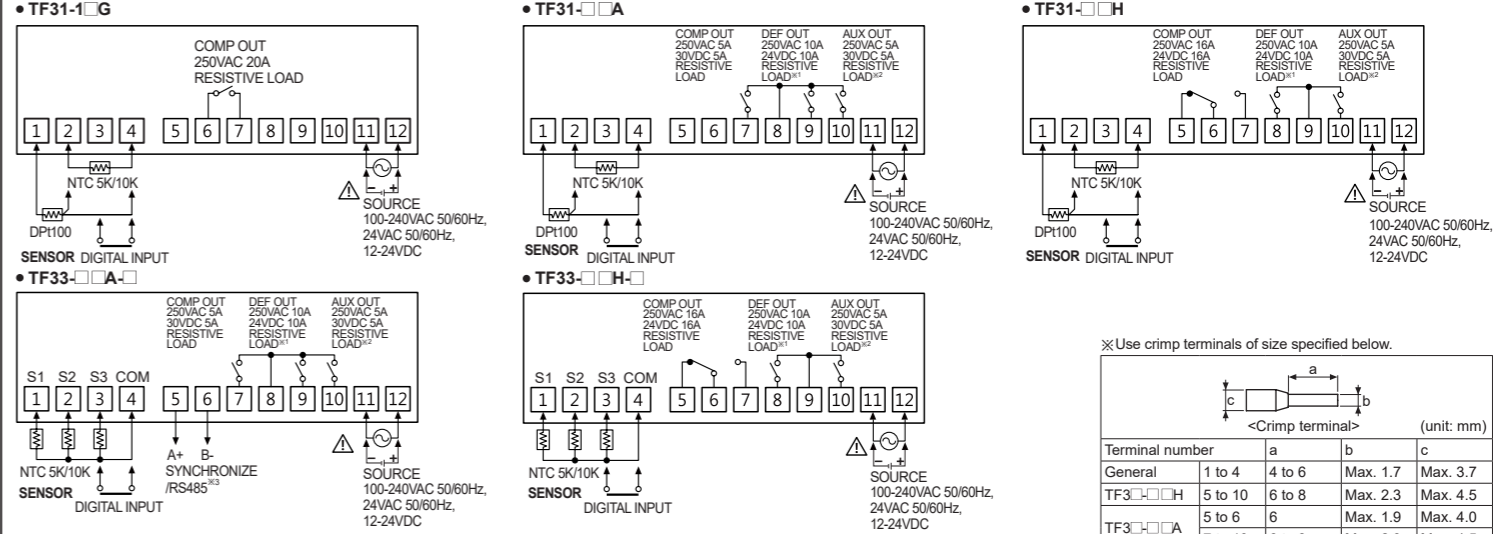 ● TF31-1□G
COMP OUT
250VAC 20A
RESISTIVE LOAD
1 2 3 4 5 6 7 8 9 10 11 12
NTC 5K/10K
DPt100
SENSOR DIGITAL INPUT
− +
SOURCE
100-240VAC 50/60Hz,
24VAC 50/60Hz,
12-24VDC
● TF31-□□A
COMP OUT
250VAC 5A
30VDC 5A
RESISTIVE
LOAD
DEF OUT
250VAC 10A
24VDC 10A
RESISTIVE
LOAD※1
AUX OUT
250VAC 5A
30VDC 5A
RESISTIVE
LOAD※2
1 2 3 4 5 6 7 8 9 10 11 12
NTC 5K/10K
DPt100
SENSOR DIGITAL INPUT
− +
SOURCE
100-240VAC 50/60Hz,
24VAC 50/60Hz,
12-24VDC
● TF31-□□H
COMP OUT
250VAC 16A
24VDC 16A
RESISTIVE
LOAD
DEF OUT
250VAC 10A
24VDC 10A
RESISTIVE
LOAD※1
AUX OUT
250VAC 5A
30VDC 5A
RESISTIVE
LOAD※2
1 2 3 4 5 6 7 8 9 10 11 12
NTC 5K/10K
DPt100
SENSOR DIGITAL INPUT
− +
SOURCE
100-240VAC 50/60Hz,
24VAC 50/60Hz,
12-24VDC
● TF33-□□A-□
COMP OUT
250VAC 5A
30VDC 5A
RESISTIVE
LOAD
DEF OUT
250VAC 10A
24VDC 10A
RESISTIVE
LOAD※1
AUX OUT
250VAC 5A
30VDC 5A
RESISTIVE
LOAD※2
S1 S2 S3 COM
1 2 3 4 5 6 7 8 9 10 11 12
NTC 5K/10K
SENSOR
DIGITAL INPUT
A+ B-
SYNCHRONIZE
/RS485※3
− +
SOURCE
100-240VAC 50/60Hz,
24VAC 50/60Hz,
12-24VDC
● TF33-□□H-□
COMP OUT
250VAC 16A
24VDC 16A
RESISTIVE
LOAD
DEF OUT
250VAC 10A
24VDC 10A
RESISTIVE
LOAD※1
AUX OUT
250VAC 5A
30VDC 5A
RESISTIVE
LOAD※2
S1 S2 S3 COM
1 2 3 4 5 6 7 8 9 10 11 12
NTC 5K/10K
SENSOR
DIGITAL INPUT
− +
SOURCE
100-240VAC 50/60Hz,
24VAC 50/60Hz,
12-24VDC
※Use crimp terminals of size specified below.
a
c b
<Crimp terminal> (unit: mm)
Terminal number a b c
General 1 to 4 4 to 6 Max. 1.7 Max. 3.7
TF3□-□□H 5 to 10 6 to 8 Max. 2.3 Max. 4.5
TF3□-□□A 5 to 6 6 Max. 1.9 Max. 4.0